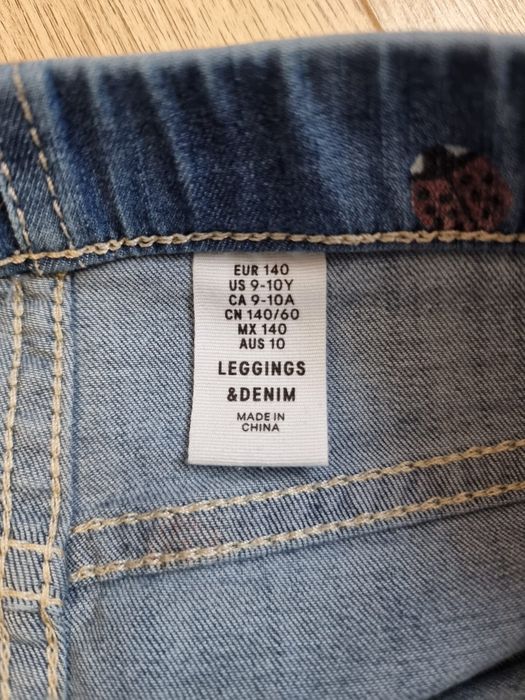 EUR 140
US 9-10Y
CA 9-10A
CN 140/60
MX 140
AUS 10
LEGGINGS
&DENIM
MADE IN
CHINA